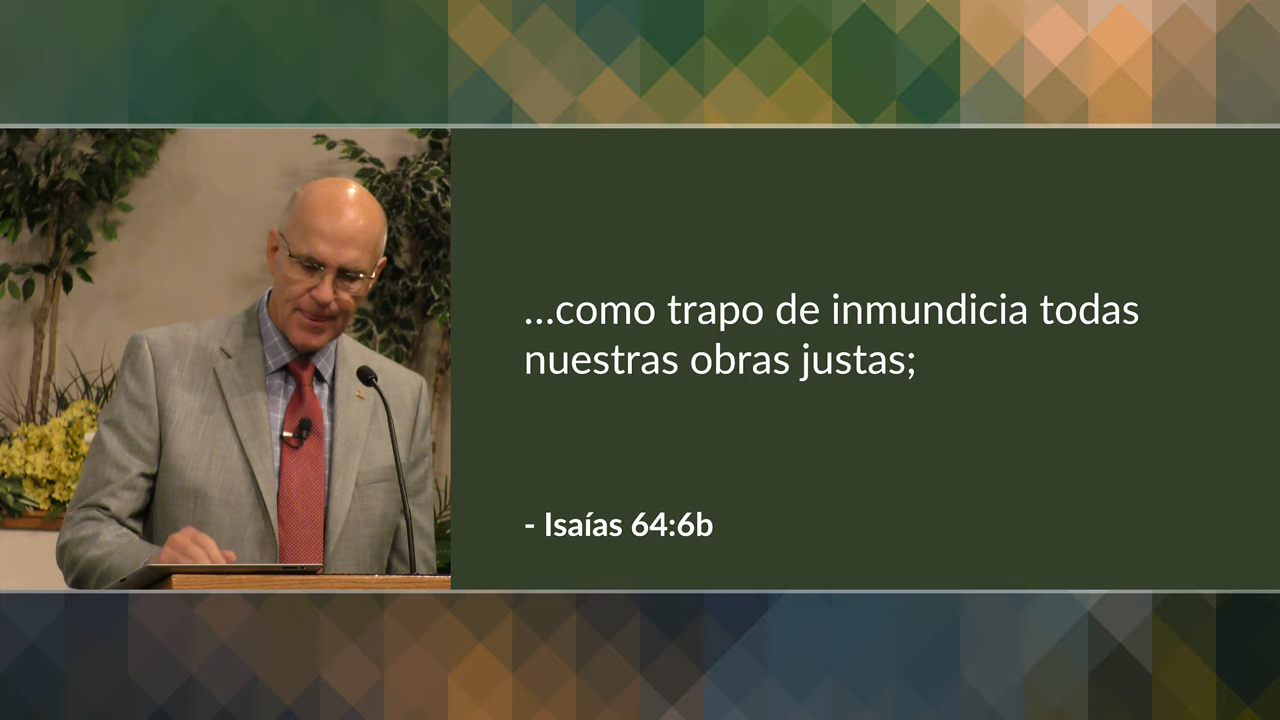 ...como trapo de inmundicia todas
nuestras obras justas;
- Isaías 64:6b